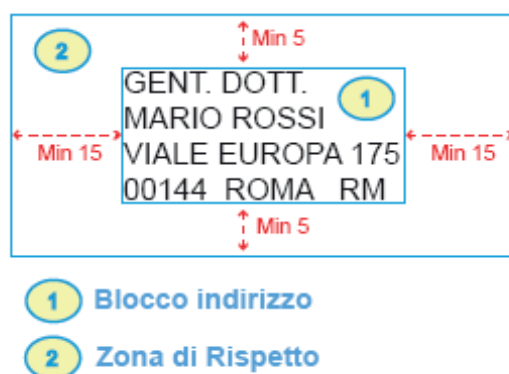 2
Min 5
GENT. DOTT.
1
MARIO ROSSI
Min 15
VIALE EUROPA 175
Min 15
00144 ROMA RM
Min 5
1 Blocco indirizzo
2 Zona di Rispetto